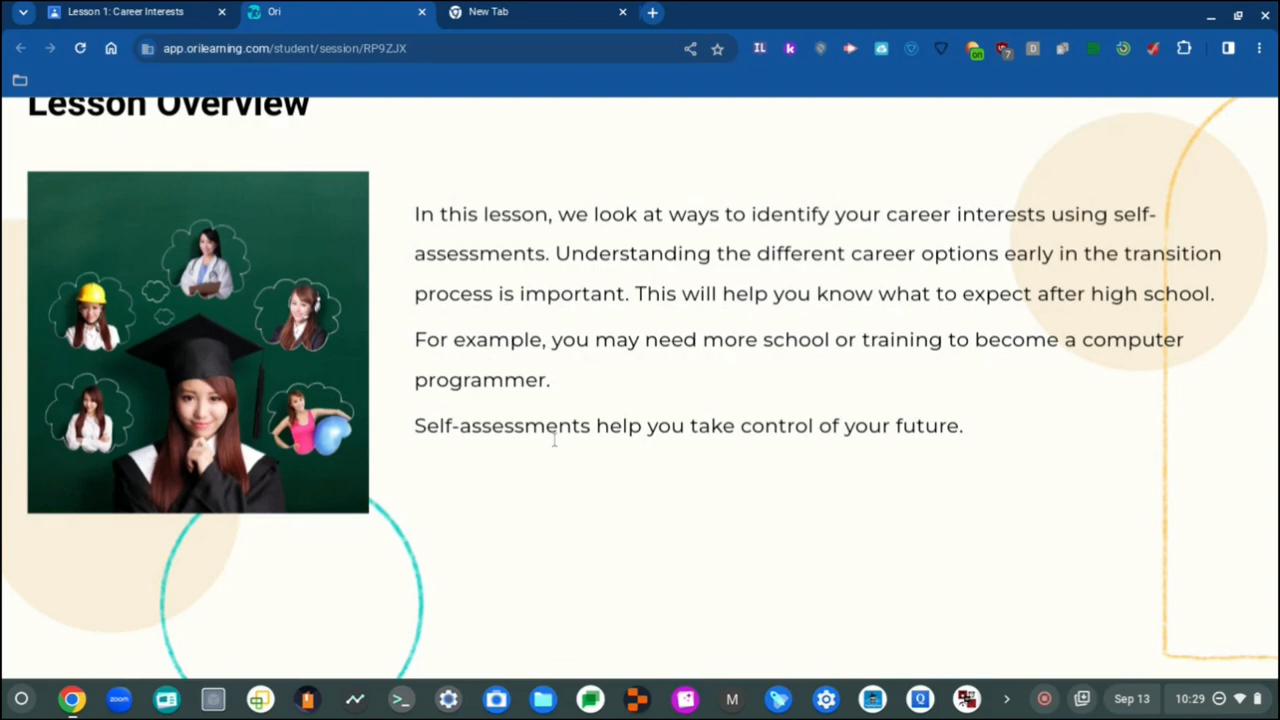 Lesson 1: Career Interests
Ori
New Tab
app.orilearning.com/student/session/RP9ZJX
IL
k
on
7
D
Lesson Overview
In this lesson, we look at ways to identify your career interests using self-
assessments. Understanding the different career options early in the transition
process is important. This will help you know what to expect after high school.
For example, you may need more school or training to become a computer
programmer.
Self-assessments help you take control of your future.
zoom
M
Q
Sep 13
10:29